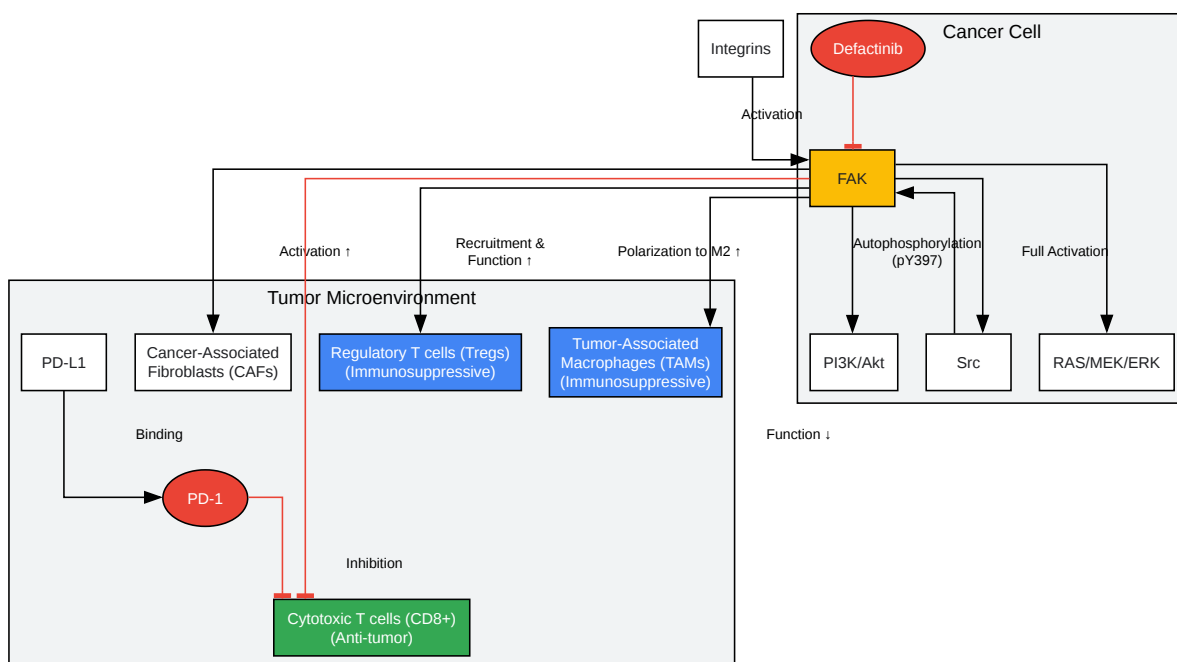 Integrins
Defactinib
Cancer Cell
Activation
FAK
Activation ↑
Recruitment &
Function ↑
Polarization to M2 ↑
Autophosphorylation
(pY397)
Full Activation
Tumor Microenvironment
PD-L1
Cancer-Associated
Fibroblasts (CAFs)
Regulatory T cells (Tregs)
(Immunosuppressive)
Tumor-Associated
Macrophages (TAMs)
(Immunosuppressive)
PI3K/Akt
Src
RAS/MEK/ERK
Binding
Function ↓
PD-1
Inhibition
Cytotoxic T cells (CD8+)
(Anti-tumor)